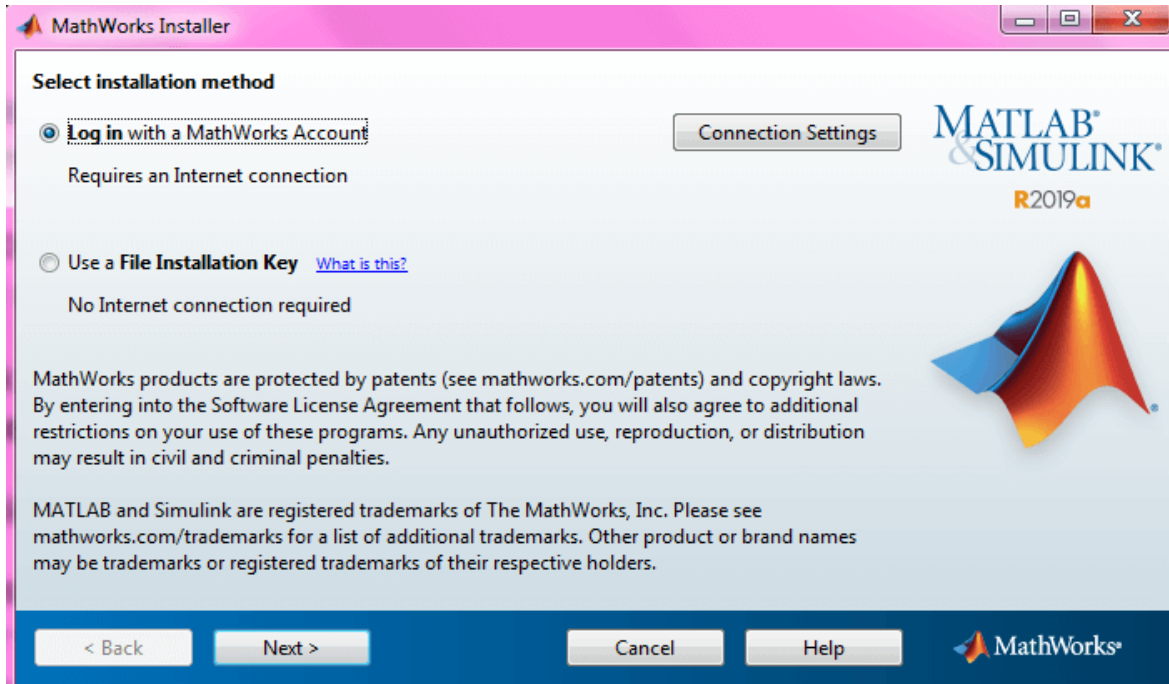 MathWorks Installer
Select installation method
Log in with a MathWorks Account
Connection Settings
Requires an Internet connection
Use a File Installation Key What is this?
No Internet connection required
MATLAB®
&SIMULINK®
R2019a
MathWorks products are protected by patents (see mathworks.com/patents) and copyright laws.
By entering into the Software License Agreement that follows, you will also agree to additional
restrictions on your use of these programs. Any unauthorized use, reproduction, or distribution
may result in civil and criminal penalties.
MATLAB and Simulink are registered trademarks of The MathWorks, Inc. Please see
mathworks.com/trademarks for a list of additional trademarks. Other product or brand names
may be trademarks or registered trademarks of their respective holders.
< Back
Next >
Cancel
Help
MathWorks®